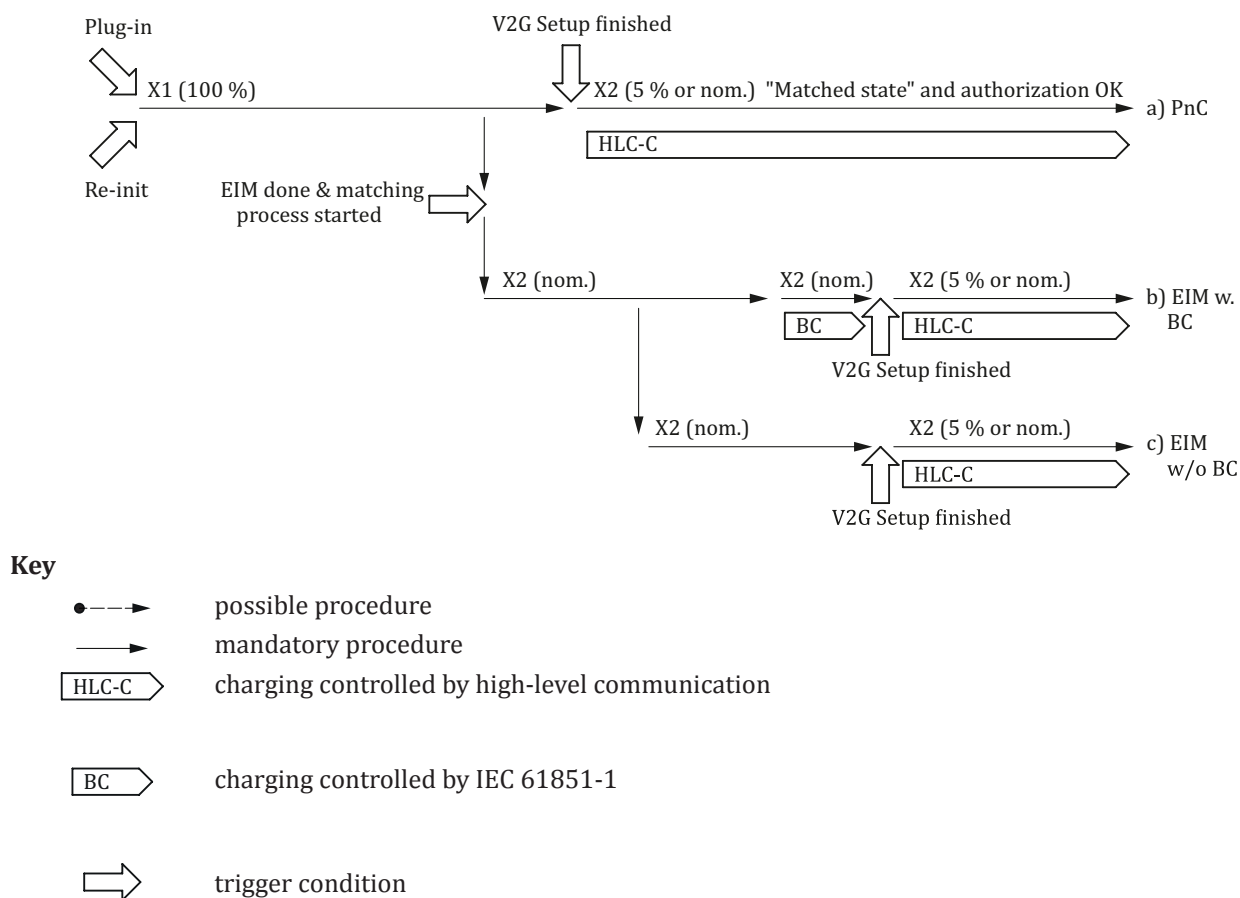 Plug-in
V2G Setup finished
X1 (100 %)
X2 (5 % or nom.) "Matched state" and authorization OK
a) PnC
HLC-C
Re-init
EIM done & matching
process started
X2 (nom.)
X2 (nom.)
X2 (5 % or nom.)
b) EIM w.
BC
BC
HLC-C
V2G Setup finished
X2 (nom.)
X2 (5 % or nom.)
c) EIM
w/o BC
HLC-C
V2G Setup finished
Key
possible procedure
mandatory procedure
HLC-C
charging controlled by high-level communication
BC
charging controlled by IEC 61851-1
trigger condition